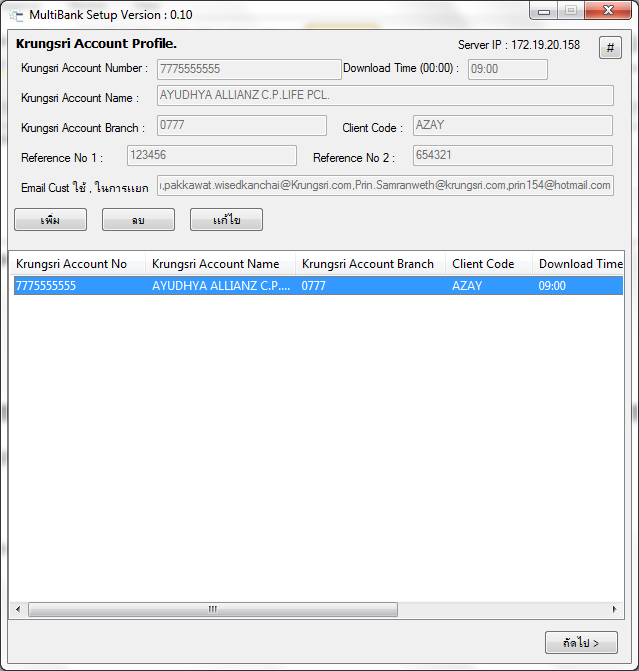 MultiBank Setup Version : 0.10
Krungsri Account Profile.
Server IP : 172.19.20.158
#
Krungsri Account Number : 7775555555 Download Time (00:00) : 09:00
Krungsri Account Name : AYUDHYA ALLIANZ C.P.LIFE PCL.
Krungsri Account Branch : 0777 Client Code : AZAY
Reference No 1 : 123456 Reference No 2 : 654321
Email Cust ใช้ , ในการแยก ,pakkawat.wisedkanchai@Krungsri.com,Prin.Samranweth@krungsri.com,prin154@hotmail.com
เพิ่ม ลบ แก้ไข
Krungsri Account No Krungsri Account Name Krungsri Account Branch Client Code Download Time
7775555555 AYUDHYA ALLIANZ C.P.... 0777 AZAY 09:00
ถัดไป >